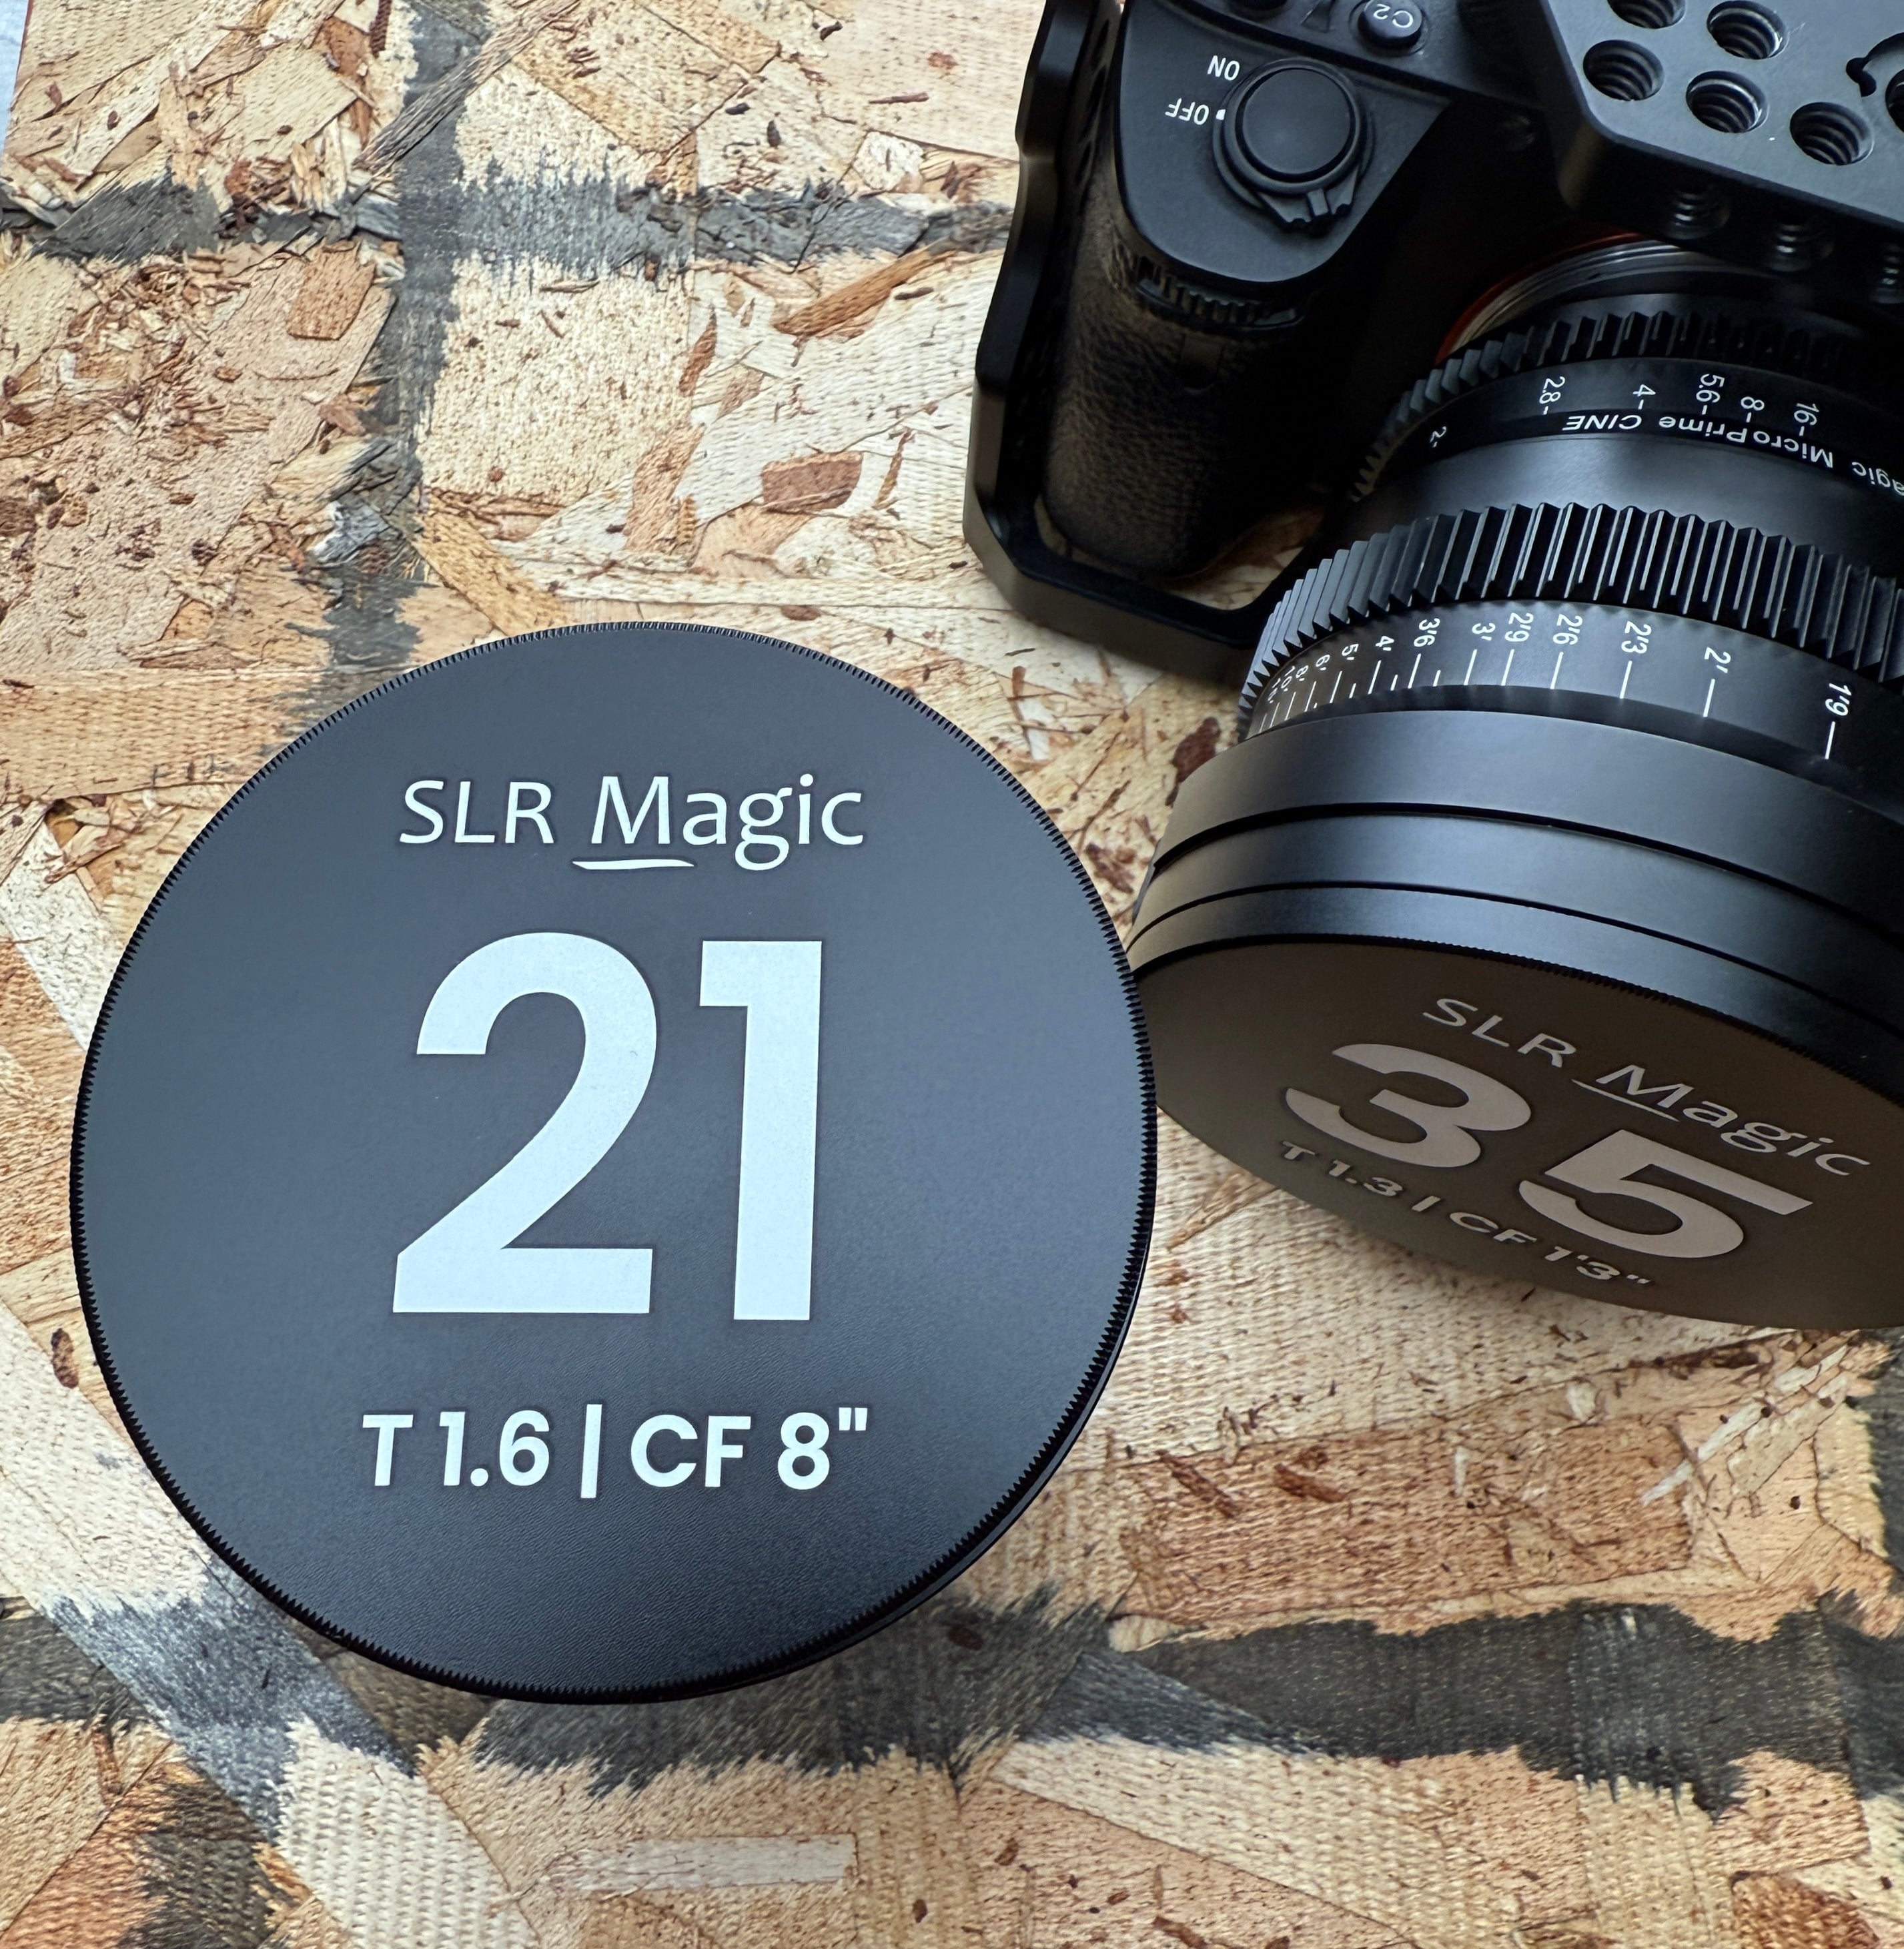 SLR Magic
21
T 1.6 | CF 8"
C2
ON
OFF
2.8 4 5.6 8 16
MicroPrime CINE
10' 8' 6' 5' 4' 3'6 3' 2'9 2'6 2'3 2' 1'9
SLR Magic
35
T 1.3 | CF 1'3"